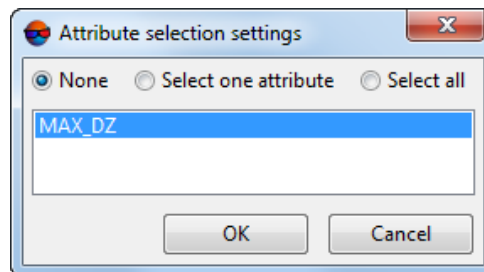 Attribute selection settings
None Select one attribute Select all
MAX_DZ
OK Cancel